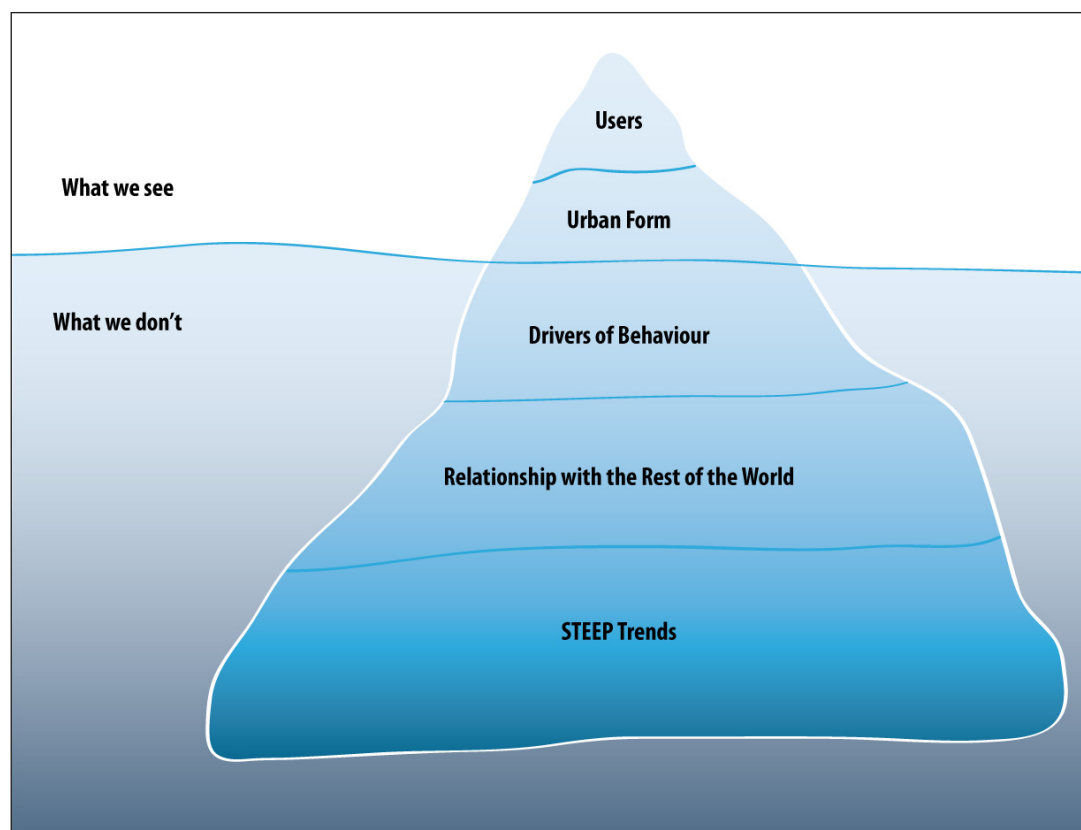 Users
What we see
Urban Form
What we don't
Drivers of Behaviour
Relationship with the Rest of the World
STEEP Trends